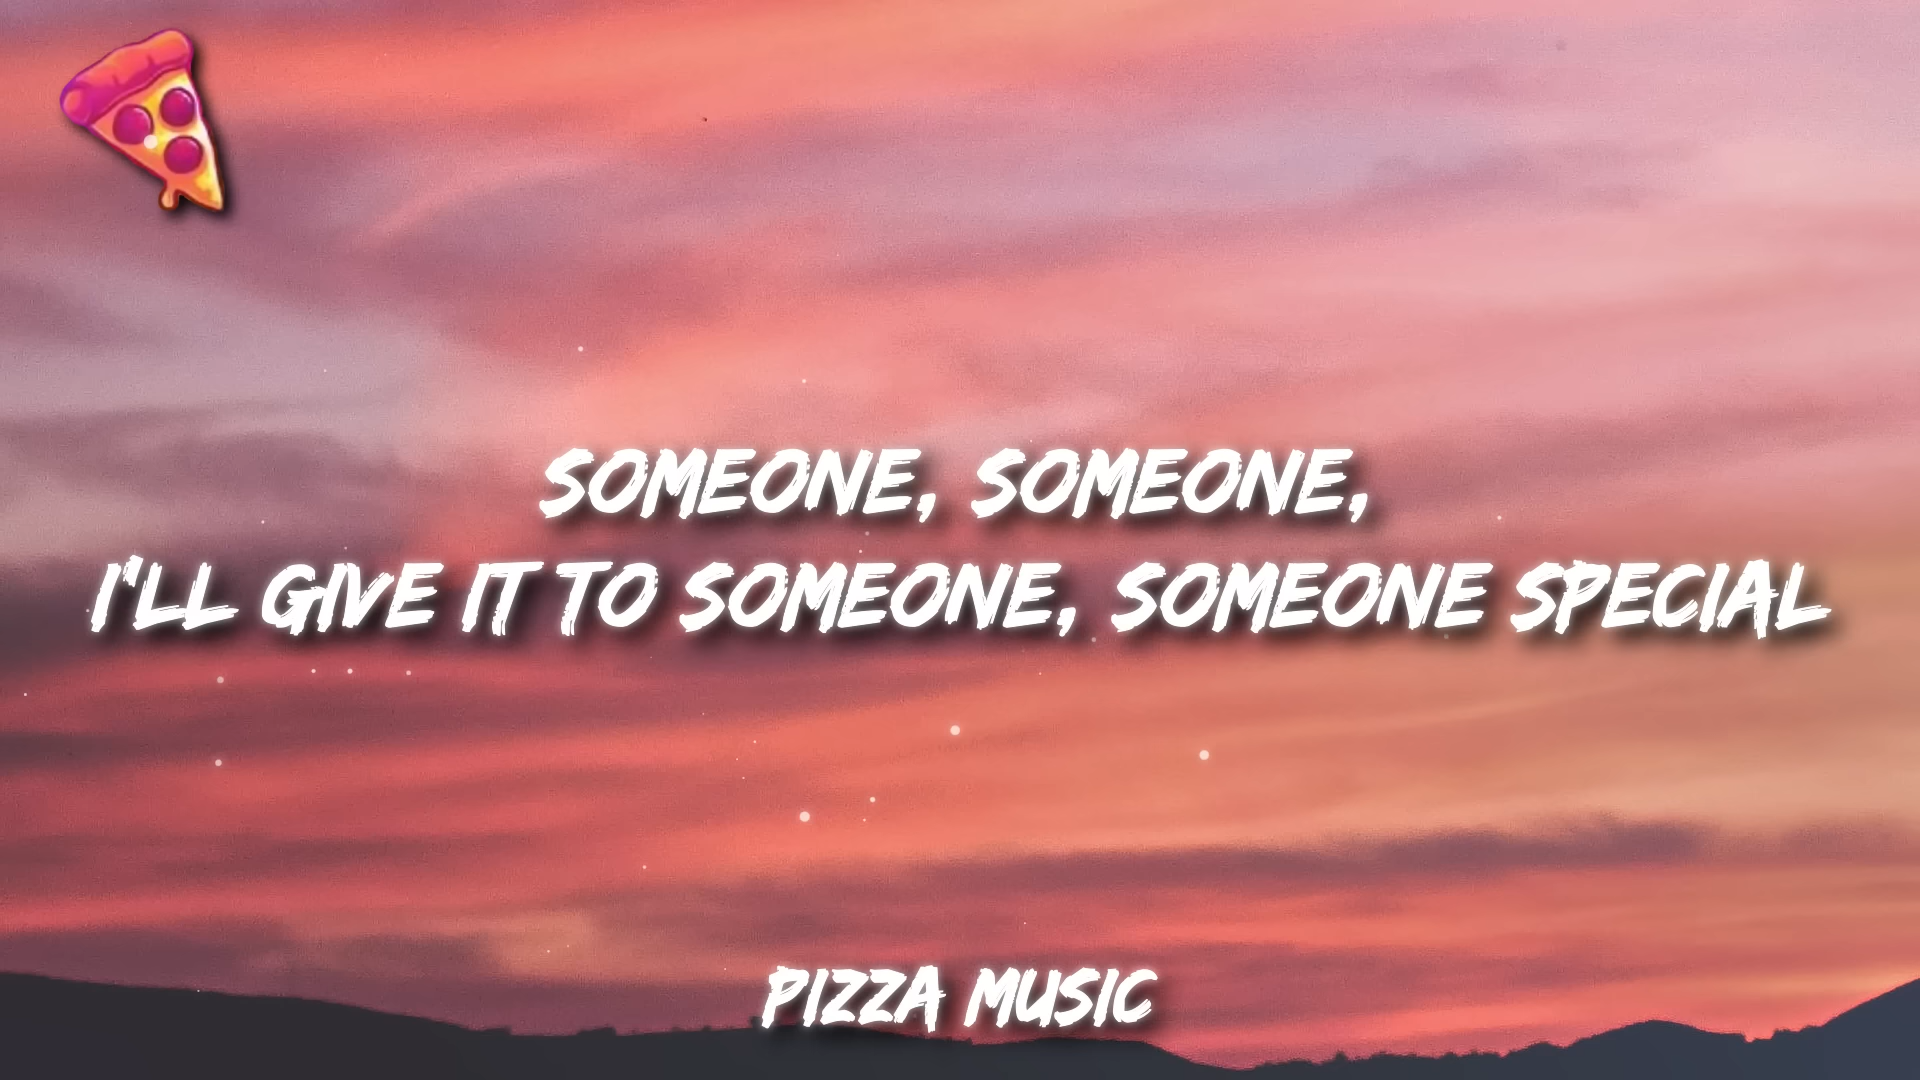 SOMEONE, SOMEONE,
I'LL GIVE IT TO SOMEONE, SOMEONE SPECIAL
PIZZA MUSIC